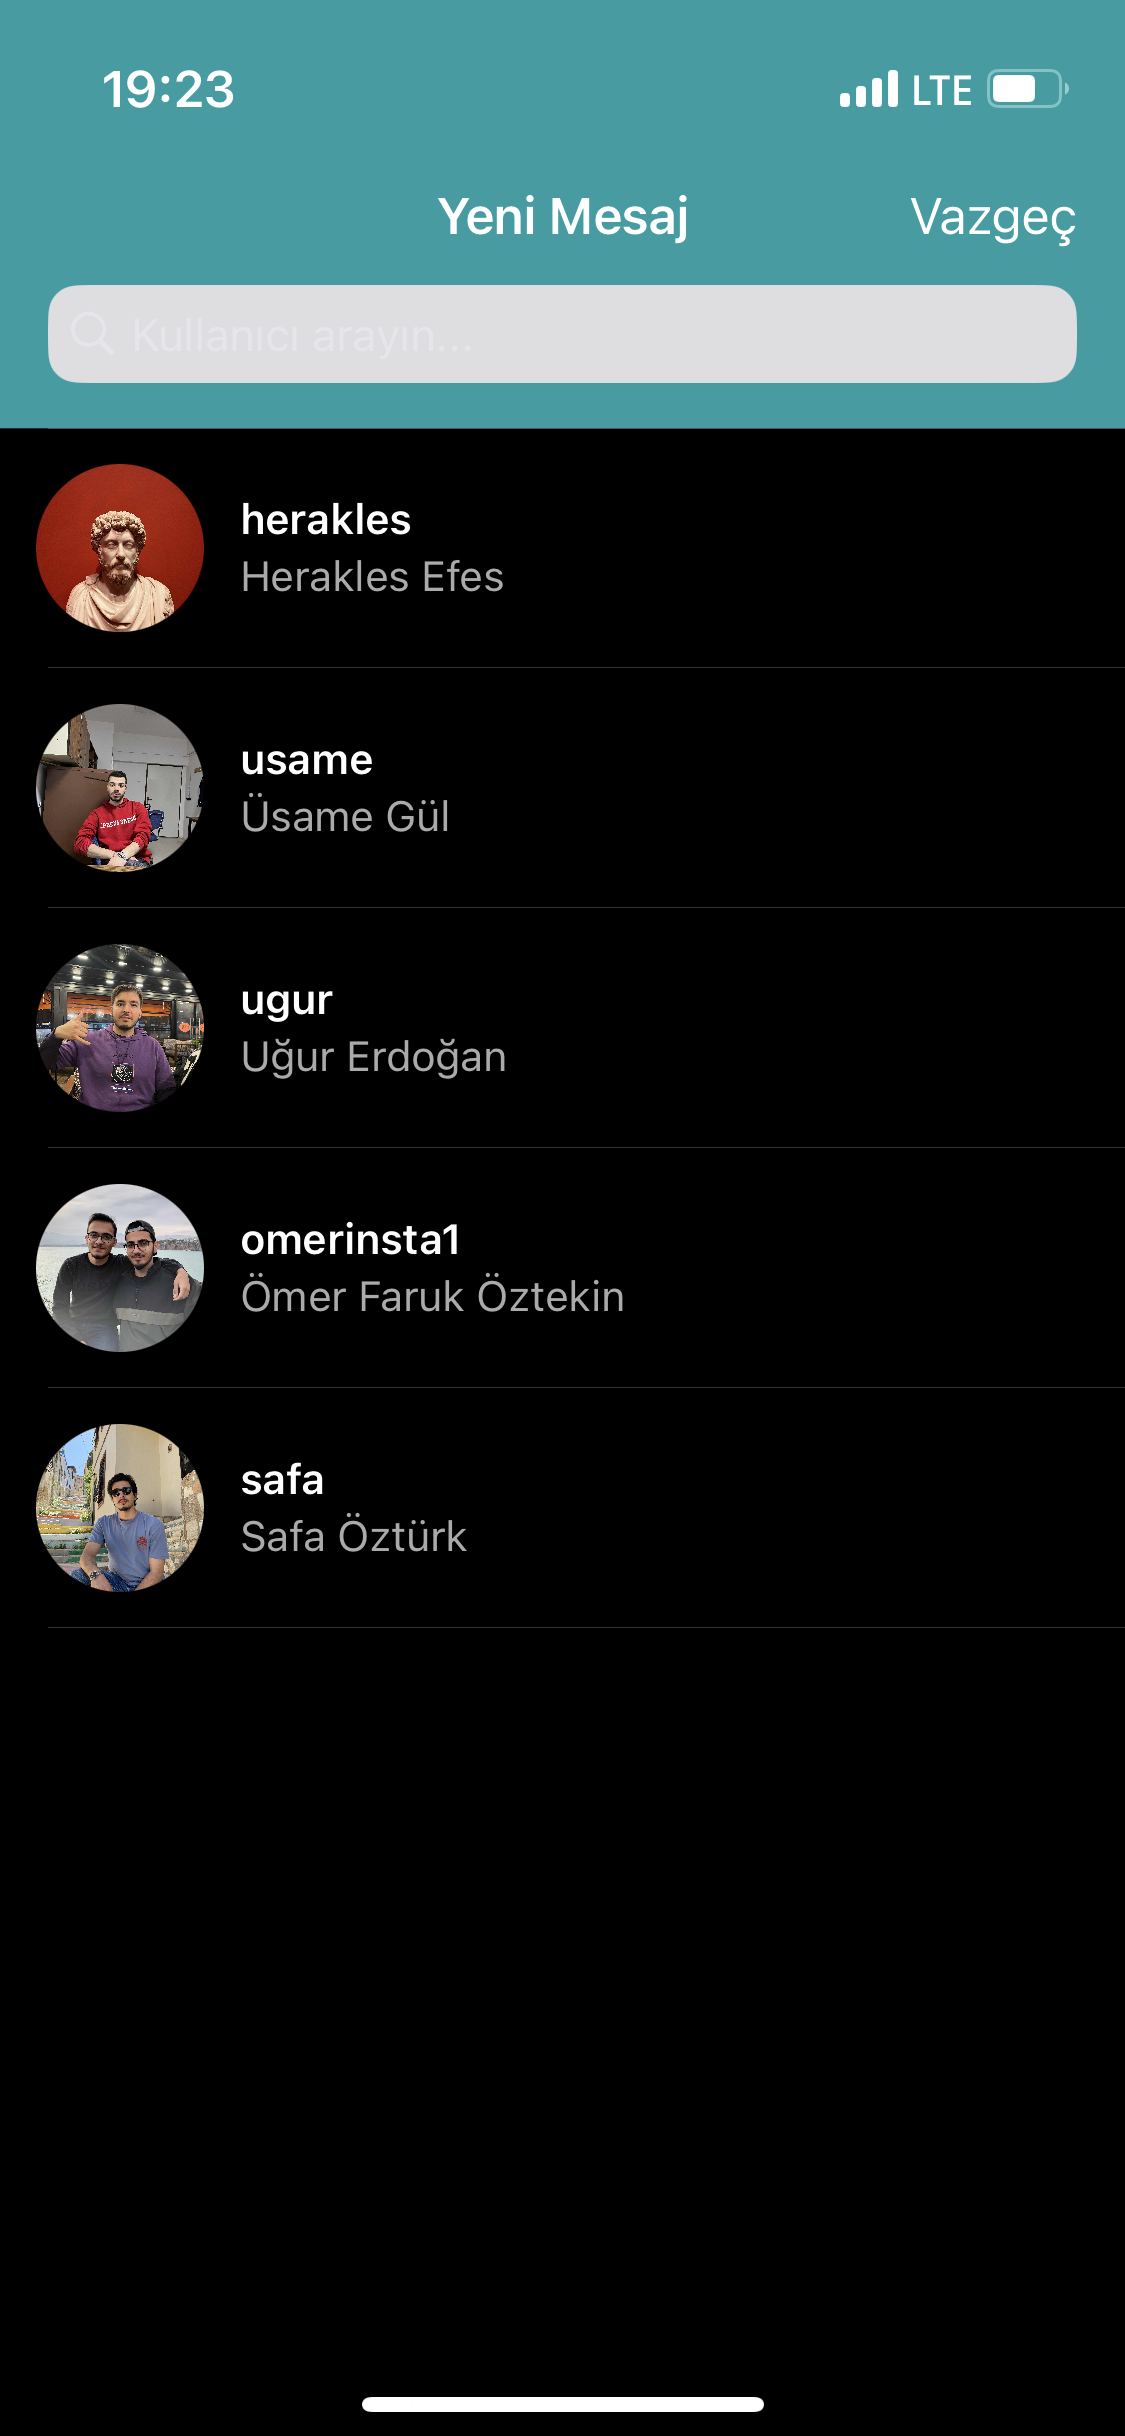 19:23
LTE
Yeni Mesaj
Vazgeç
Kullanıcı arayın...
herakles
Herakles Efes
usame
Üsame Gül
ugur
Uğur Erdoğan
omerinsta1
Ömer Faruk Öztekin
safa
Safa Öztürk